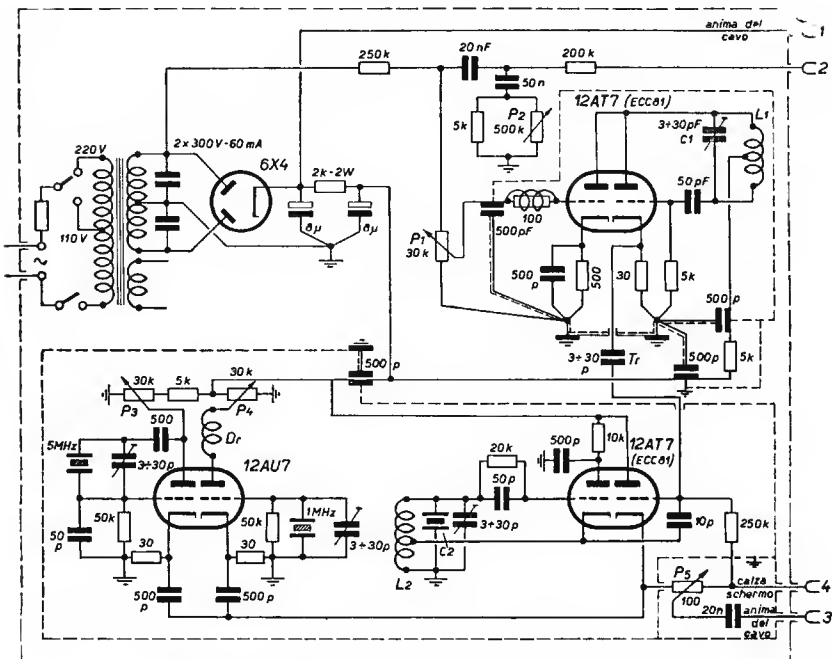 anima del
cavo
1
250k
20nF
200k
2
50n
12AT7 (ECC81)
L1
P2
500k
5k
3÷30pF
C1
2x300V-60mA
220V
6X4
2k-2W
50pF
100
110V
8µ
8µ
P1
30k
500pF
500
p
500
30
5k
500
p
~
3÷30
p
Tr
500p
5k
500
p
30k
5k
30k
P3
P4
500
Dr
10k
12AT7
(ECC81)
5MHz
3÷30p
12AU7
20k
500p
50p
50
p
50k
30
30
50k
1MHz
3÷30p
C2
3÷30p
10p
250k
L2
500
p
500p
P5
100
calza
schermo
4
20n
anima
del
cavo
3